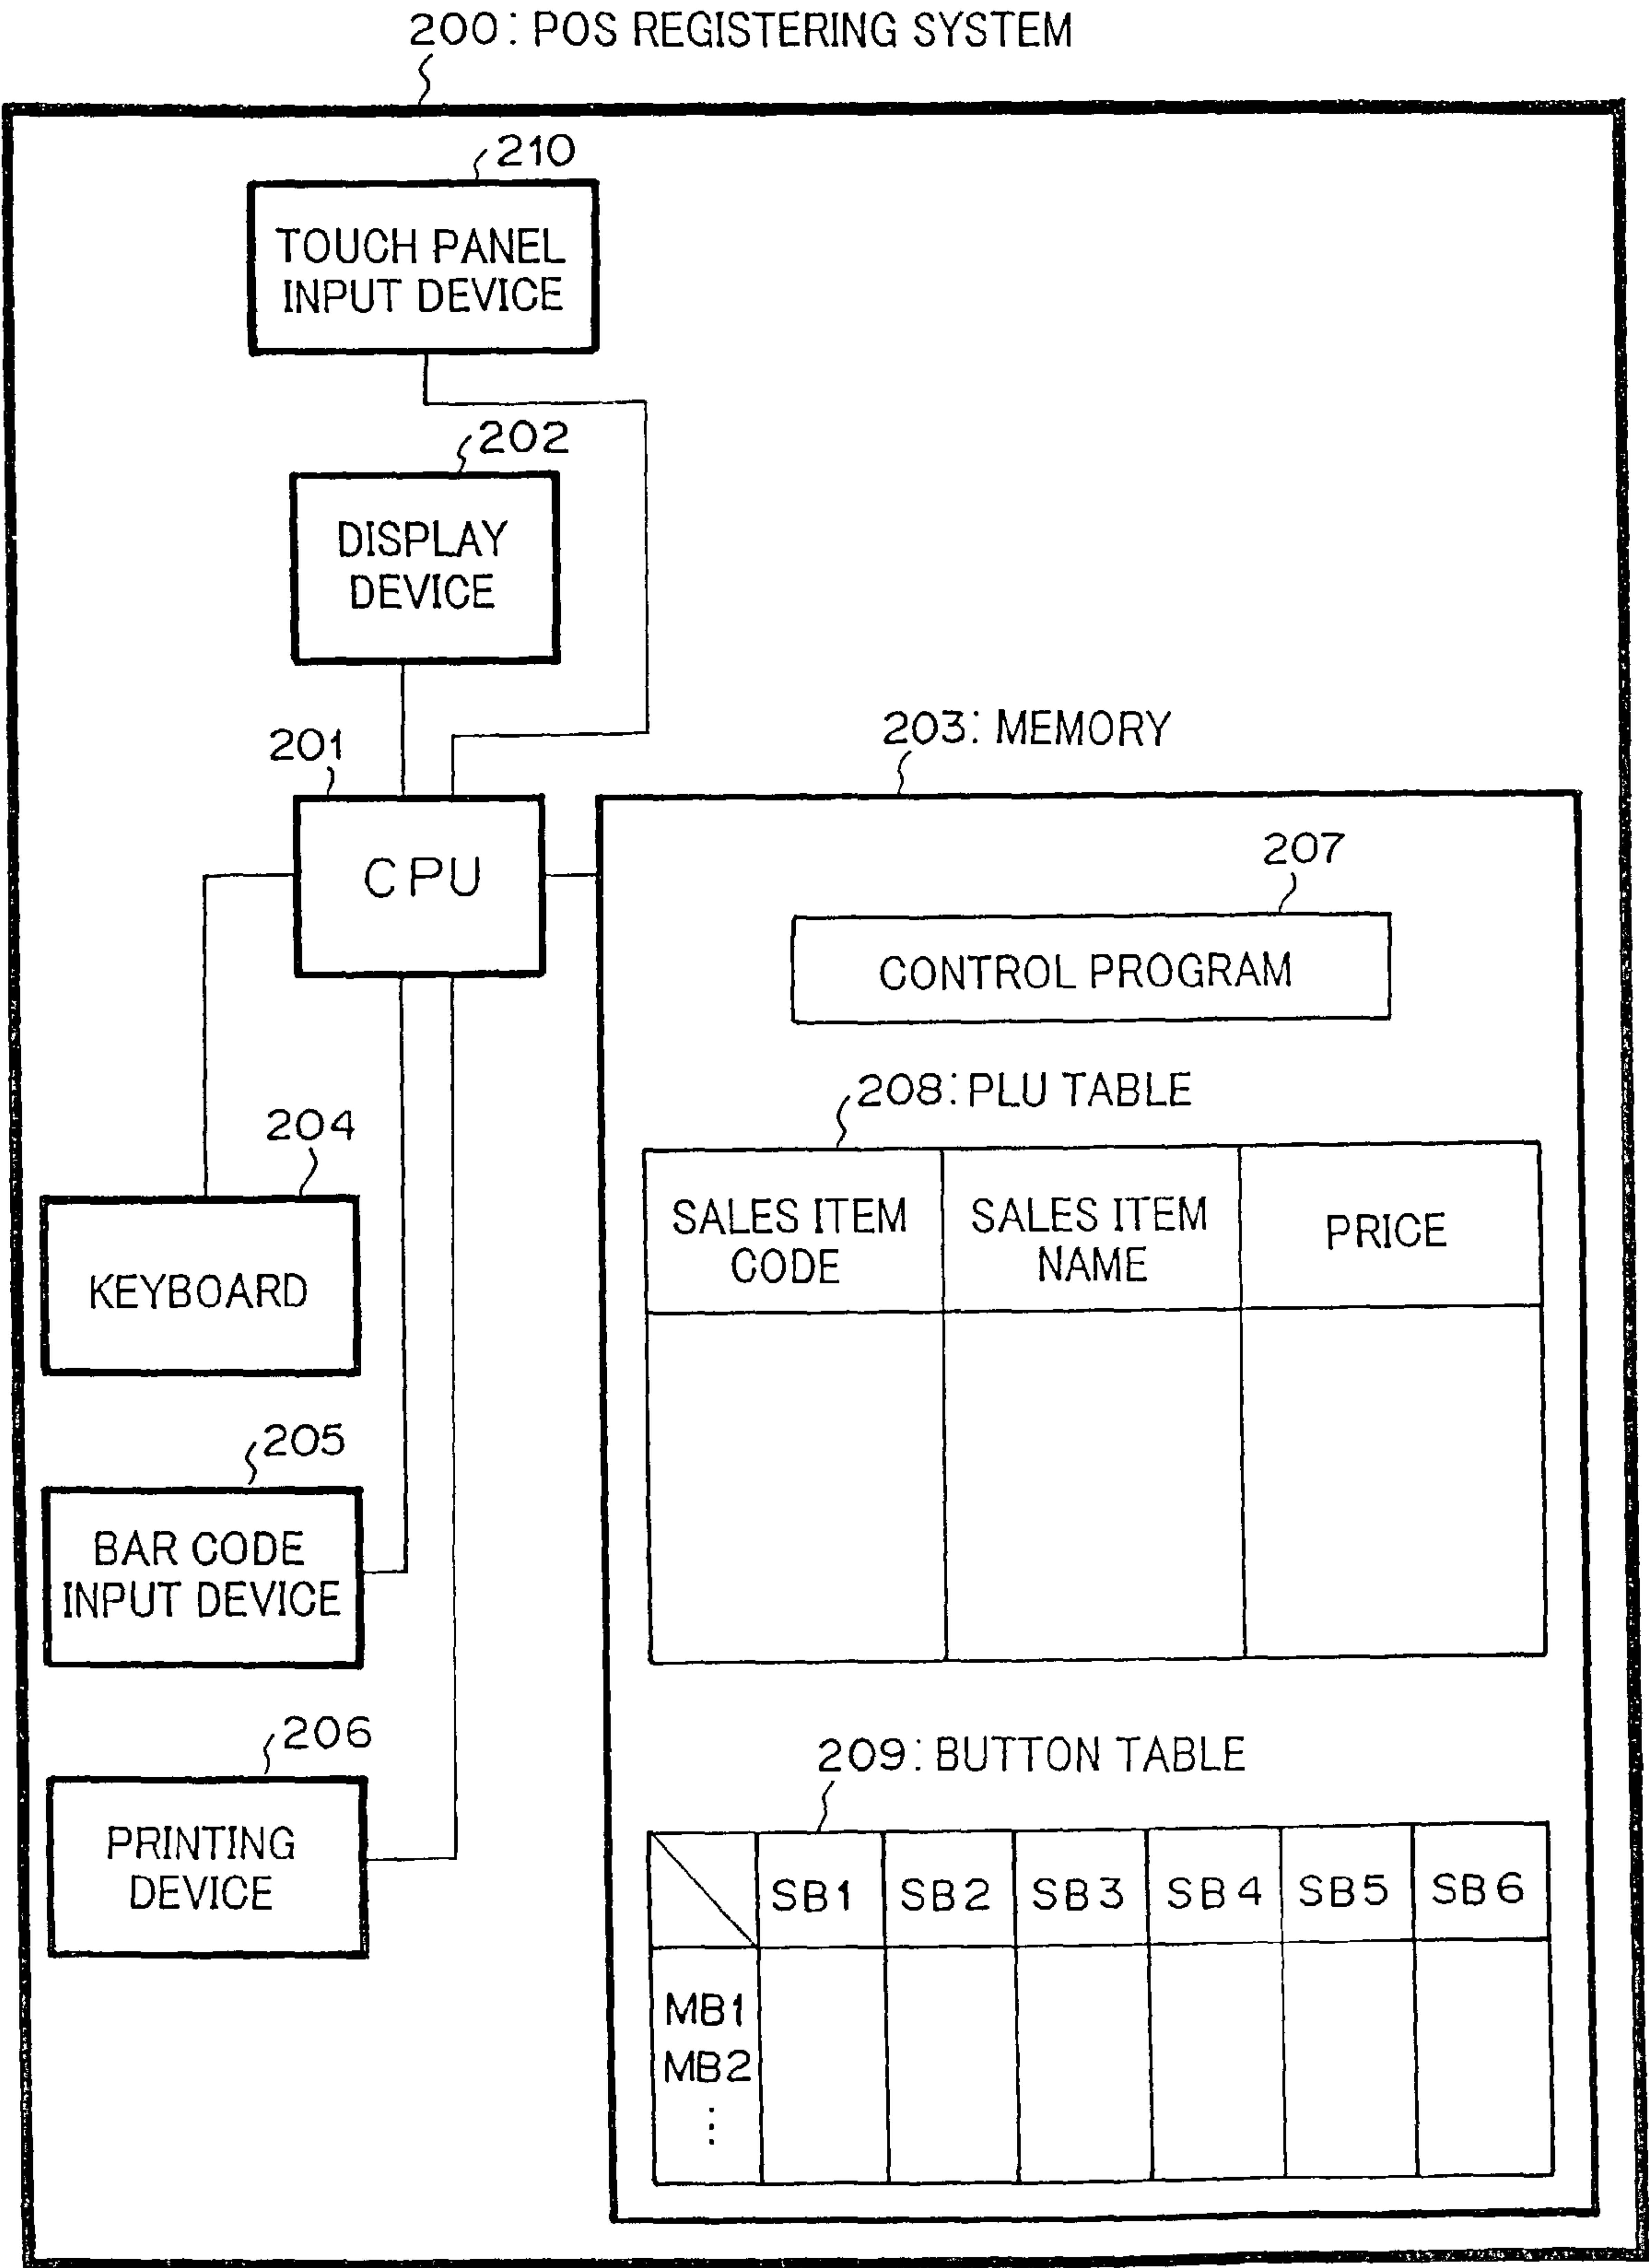 200: POS REGISTERING SYSTEM
210
TOUCH PANEL
INPUT DEVICE
202
DISPLAY
DEVICE
201
CPU
203: MEMORY
207
CONTROL PROGRAM
208: PLU TABLE
SALES ITEM
CODE
SALES ITEM
NAME
PRICE
204
KEYBOARD
205
BAR CODE
INPUT DEVICE
206
PRINTING
DEVICE
209: BUTTON TABLE
SB1 SB2 SB3 SB4 SB5 SB6
MB1
MB2
⋮